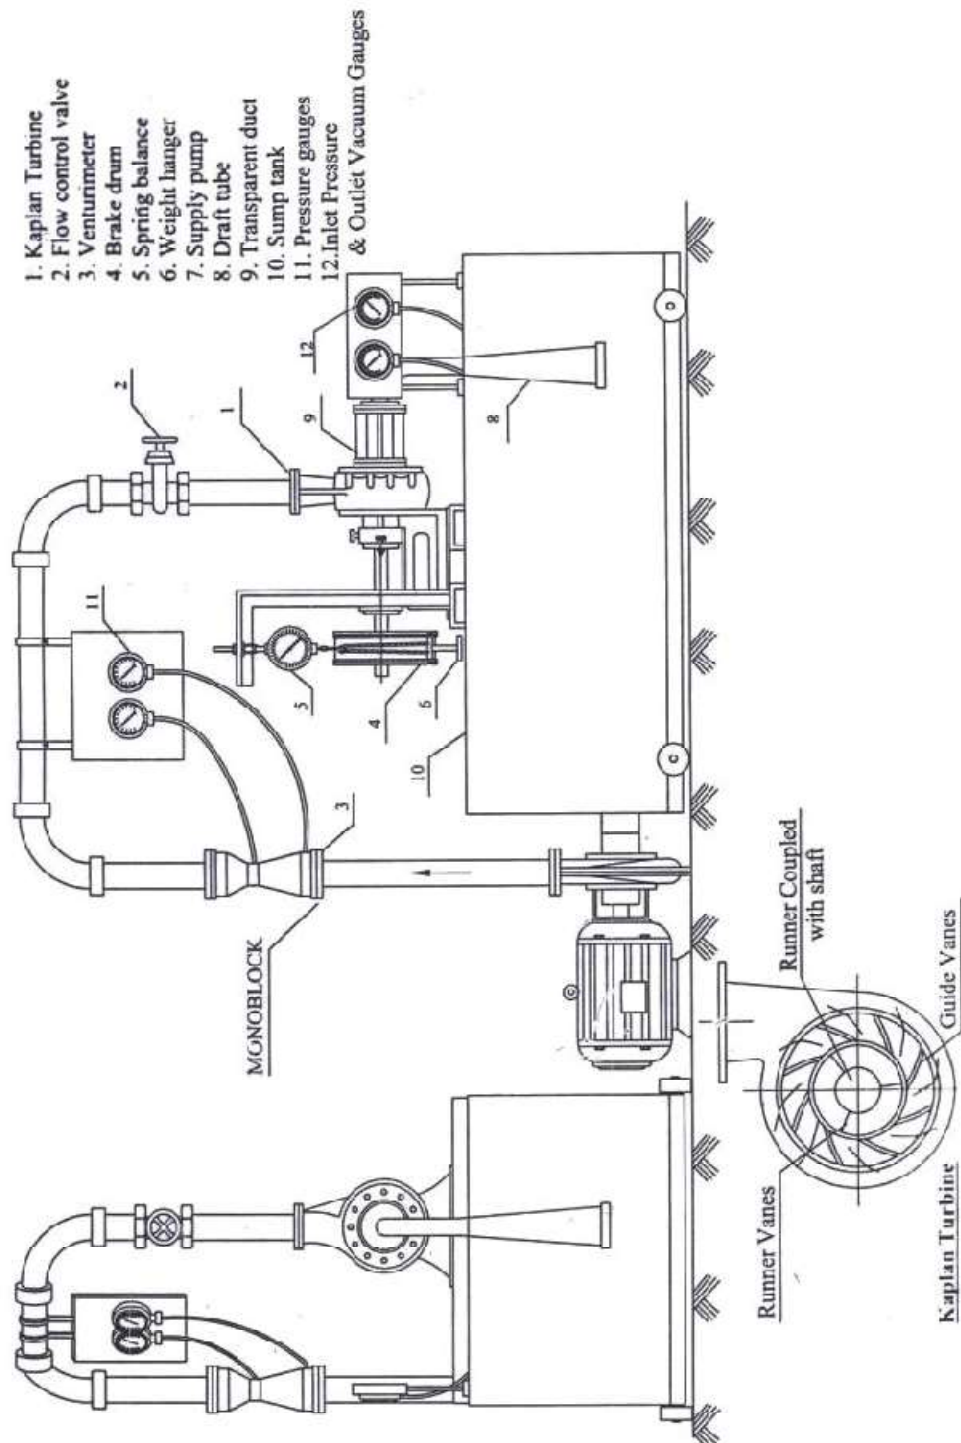 1. Kaplan Turbine
2. Flow control valve
3. Venturimeter
4. Brake drum
5. Spring balance
6. Weight hanger
7. Supply pump
8. Draft tube
9. Transparent duct
10. Sump tank
11. Pressure gauges
12.Inlet Pressure
& Outlet Vacuum Gauges
2
1
9
12
8
11
5
4
6
10
3
MONOBLOCK
Runner Coupled
with shaft
Guide Vanes
Runner Vanes
Kaplan Turbine